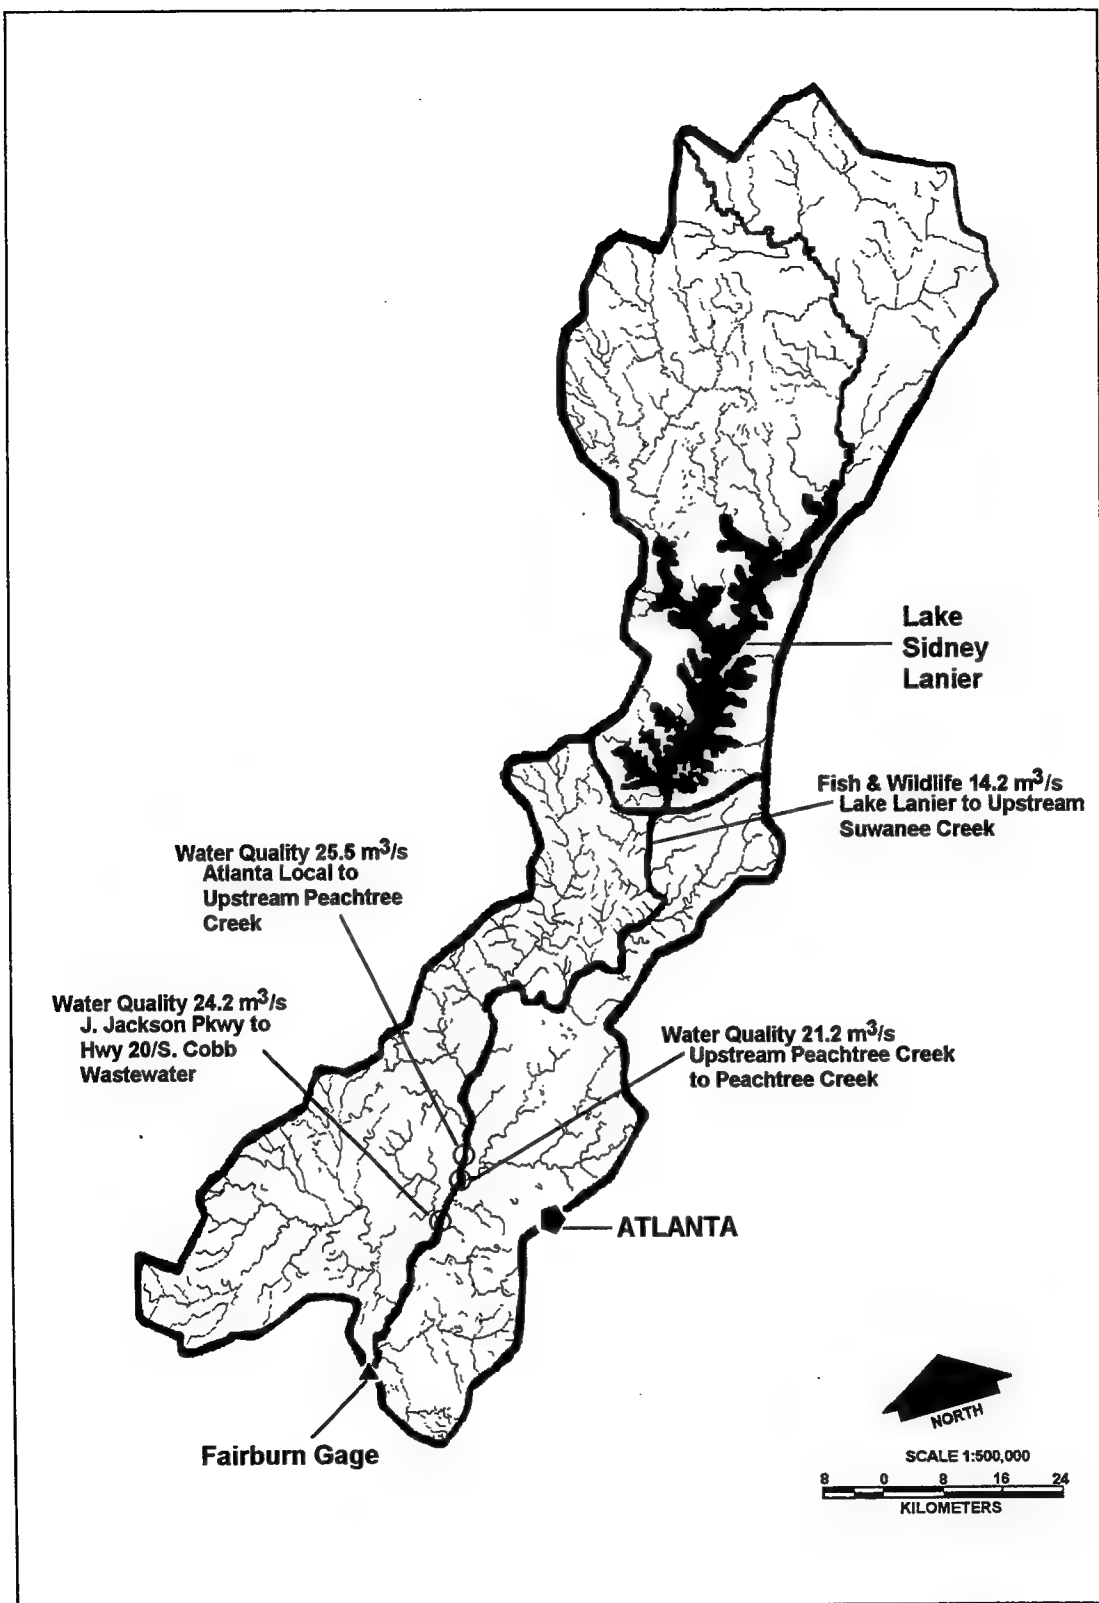 Lake
Sidney
Lanier
Fish & Wildlife 14.2 m³/s
Lake Lanier to Upstream
Suwanee Creek
Water Quality 25.5 m³/s
Atlanta Local to
Upstream Peachtree
Creek
Water Quality 24.2 m³/s
J. Jackson Pkwy to
Hwy 20/S. Cobb
Wastewater
Water Quality 21.2 m³/s
Upstream Peachtree Creek
to Peachtree Creek
ATLANTA
Fairburn Gage
NORTH
SCALE 1:500,000
8 0 8 16 24
KILOMETERS